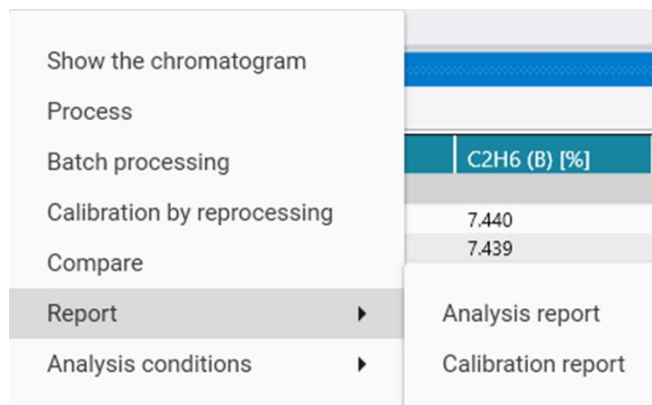 Show the chromatogram
Process
Batch processing
Calibration by reprocessing
Compare
Report
Analysis conditions
C2H6 (B) [%]
7.440
7.439
Analysis report
Calibration report